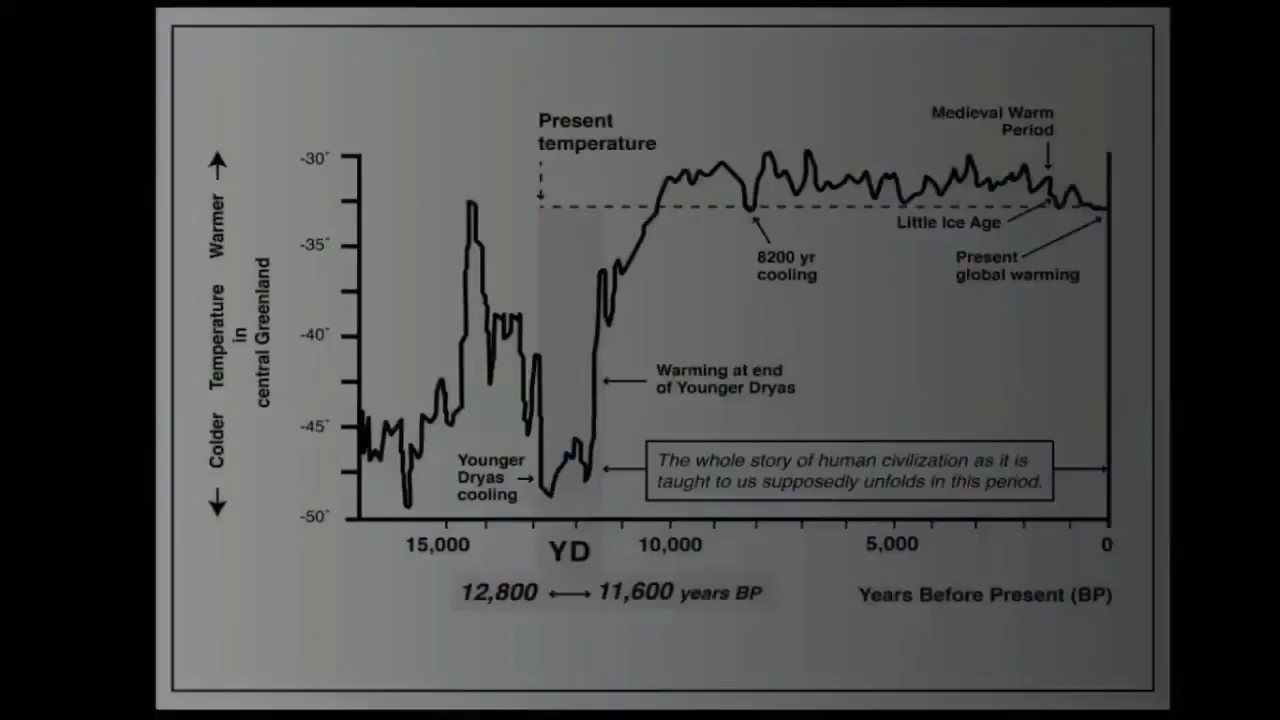 Medieval Warm
Period
Present
temperature
-30°
-35°
-40°
-45°
-50°
Colder Temperature Warmer
in
central Greenland
Little Ice Age
8200 yr
cooling
Present
global warming
Warming at end
of Younger Dryas
Younger
Dryas
cooling
The whole story of human civilization as it is
taught to us supposedly unfolds in this period.
15,000
YD
10,000
5,000
0
12,800 ⟷ 11,600 years BP
Years Before Present (BP)